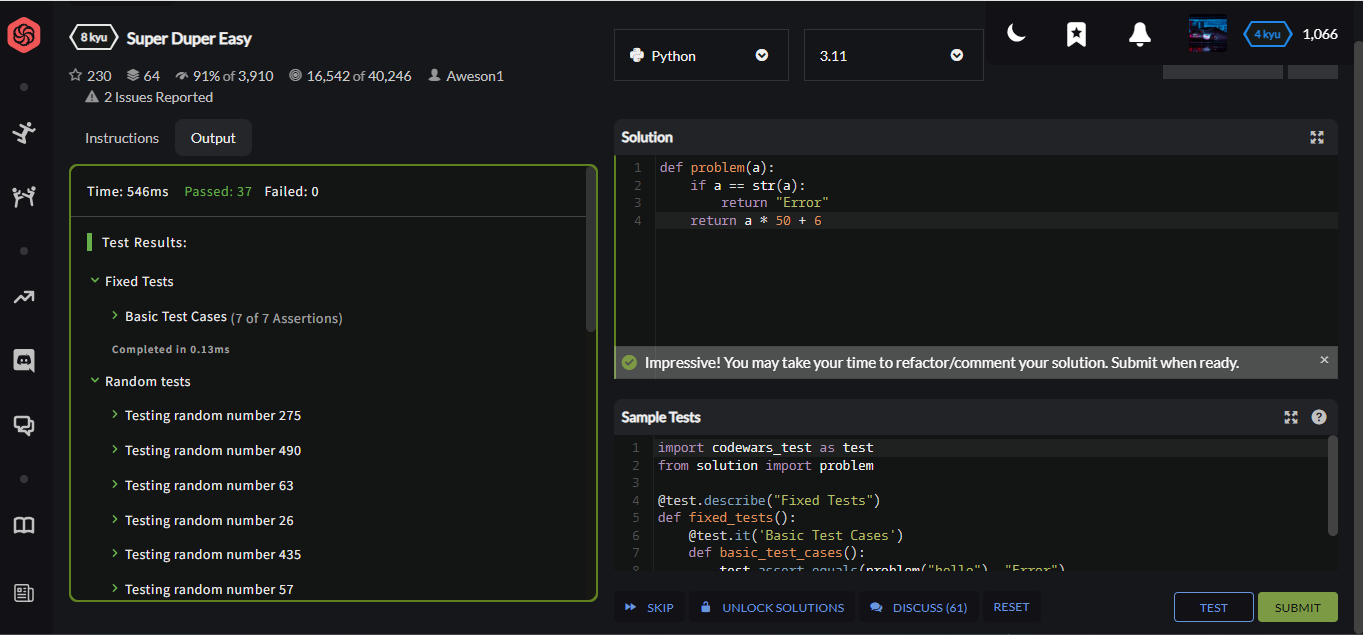 8 kyu Super Duper Easy
230 64 91% of 3,910 16,542 of 40,246 Aweson1
2 Issues Reported
Python
3.11
4 kyu 1,066
Instructions Output
Time: 546ms Passed: 37 Failed: 0
Test Results:
Fixed Tests
Basic Test Cases (7 of 7 Assertions)
Completed in 0.13ms
Random tests
Testing random number 275
Testing random number 490
Testing random number 63
Testing random number 26
Testing random number 435
Testing random number 57
Solution
1 def problem(a):
2 if a == str(a):
3 return "Error"
4 return a * 50 + 6
Impressive! You may take your time to refactor/comment your solution. Submit when ready.
Sample Tests
1 import codewars_test as test
2 from solution import problem
3
4 @test.describe("Fixed Tests")
5 def fixed_tests():
6 @test.it('Basic Test Cases')
7 def basic_test_cases():
8 test.assert_equals(problem("hello"), "Error")
SKIP UNLOCK SOLUTIONS DISCUSS (61) RESET TEST SUBMIT